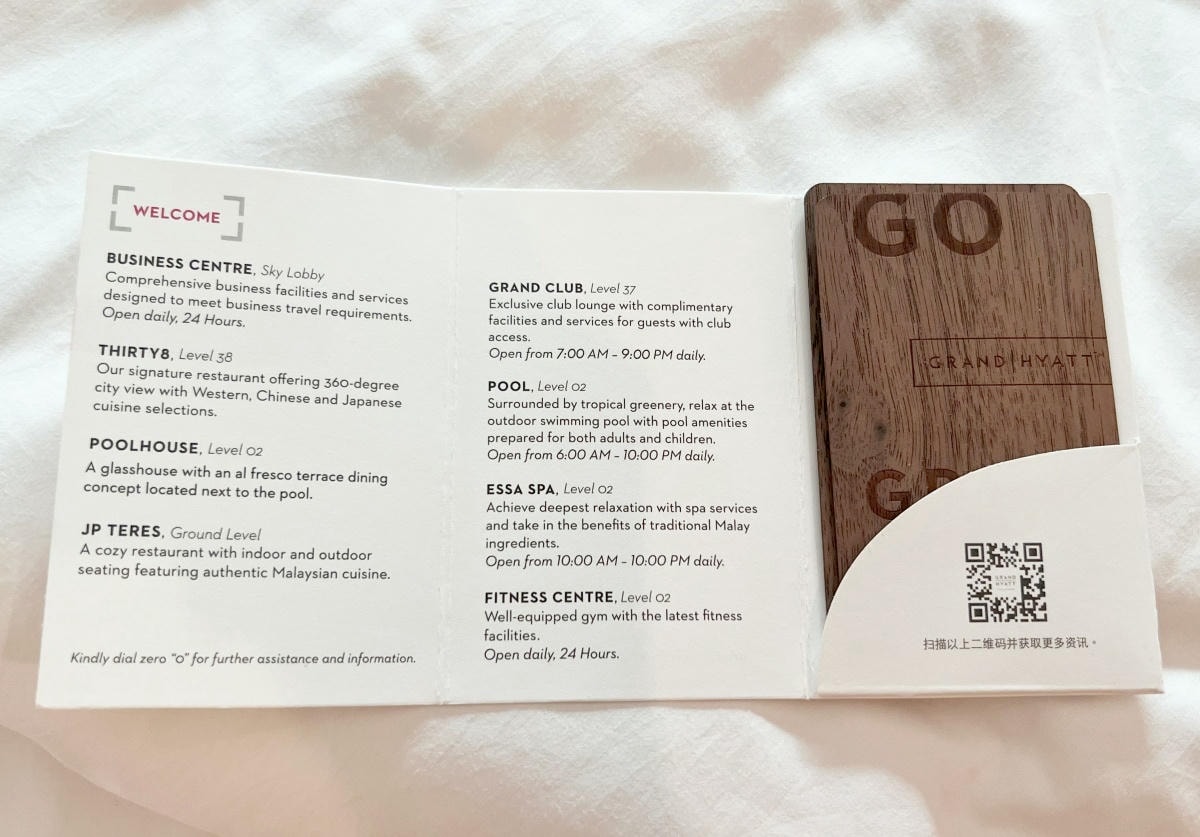 WELCOME
BUSINESS CENTRE, Sky Lobby
Comprehensive business facilities and services
designed to meet business travel requirements.
Open daily, 24 Hours.
THIRTY8, Level 38
Our signature restaurant offering 360-degree
city view with Western, Chinese and Japanese
cuisine selections.
POOLHOUSE, Level 02
A glasshouse with an al fresco terrace dining
concept located next to the pool.
JP TERES, Ground Level
A cozy restaurant with indoor and outdoor
seating featuring authentic Malaysian cuisine.
Kindly dial zero "0" for further assistance and information.
GRAND CLUB, Level 37
Exclusive club lounge with complimentary
facilities and services for guests with club
access.
Open from 7:00 AM – 9:00 PM daily.
POOL, Level 02
Surrounded by tropical greenery, relax at the
outdoor swimming pool with pool amenities
prepared for both adults and children.
Open from 6:00 AM – 10:00 PM daily.
ESSA SPA, Level 02
Achieve deepest relaxation with spa services
and take in the benefits of traditional Malay
ingredients.
Open from 10:00 AM – 10:00 PM daily.
FITNESS CENTRE, Level 02
Well-equipped gym with the latest fitness
facilities.
Open daily, 24 Hours.
GO
GRAND HYATT
GRAND
HYATT
扫描以上二维码并获取更多资讯。